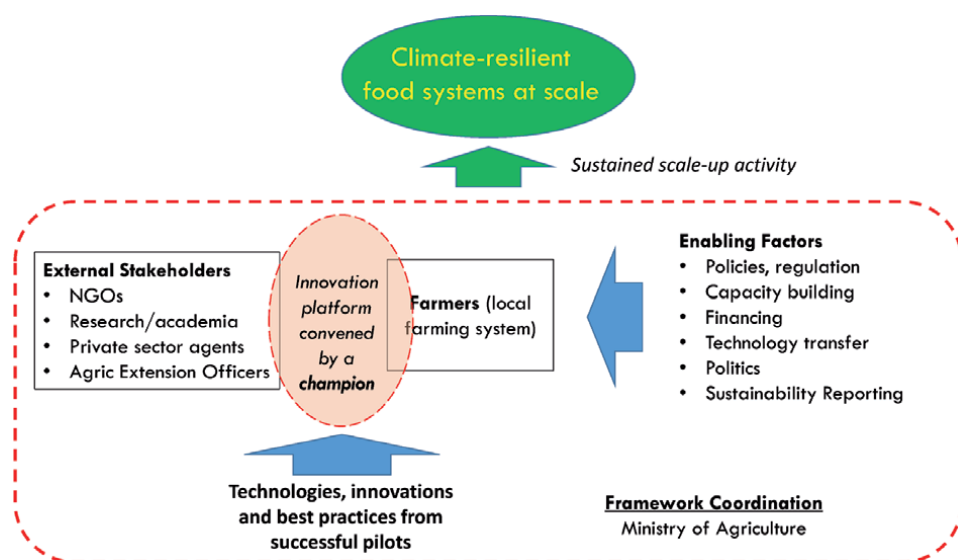 Climate-resilient
food systems at scale
Sustained scale-up activity
External Stakeholders
• NGOs
• Research/academia
• Private sector agents
• Agric Extension Officers
Innovation
platform
convened
by a
champion
Farmers (local
farming system)
Enabling Factors
• Policies, regulation
• Capacity building
• Financing
• Technology transfer
• Politics
• Sustainability Reporting
Technologies, innovations
and best practices from
successful pilots
Framework Coordination
Ministry of Agriculture